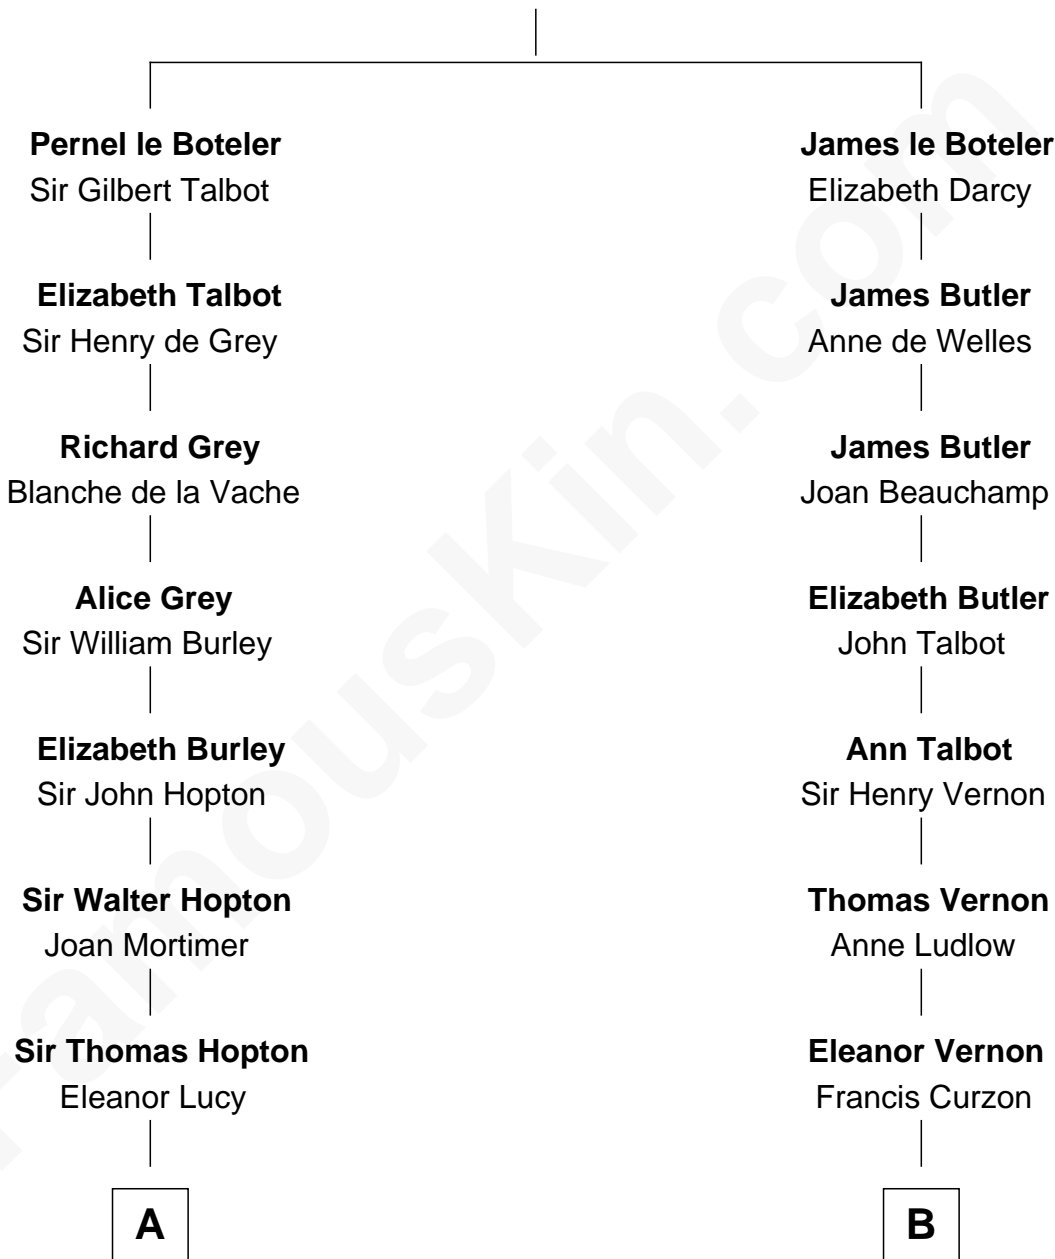 Pernel le Boteler
Sir Gilbert Talbot
Elizabeth Talbot
Sir Henry de Grey
Richard Grey
Blanche de la Vache
Alice Grey
Sir William Burley
Elizabeth Burley
Sir John Hopton
Sir Walter Hopton
Joan Mortimer
Sir Thomas Hopton
Eleanor Lucy
A
James le Boteler
Elizabeth Darcy
James Butler
Anne de Welles
James Butler
Joan Beauchamp
Elizabeth Butler
John Talbot
Ann Talbot
Sir Henry Vernon
Thomas Vernon
Anne Ludlow
Eleanor Vernon
Francis Curzon
B
FamousKin.com